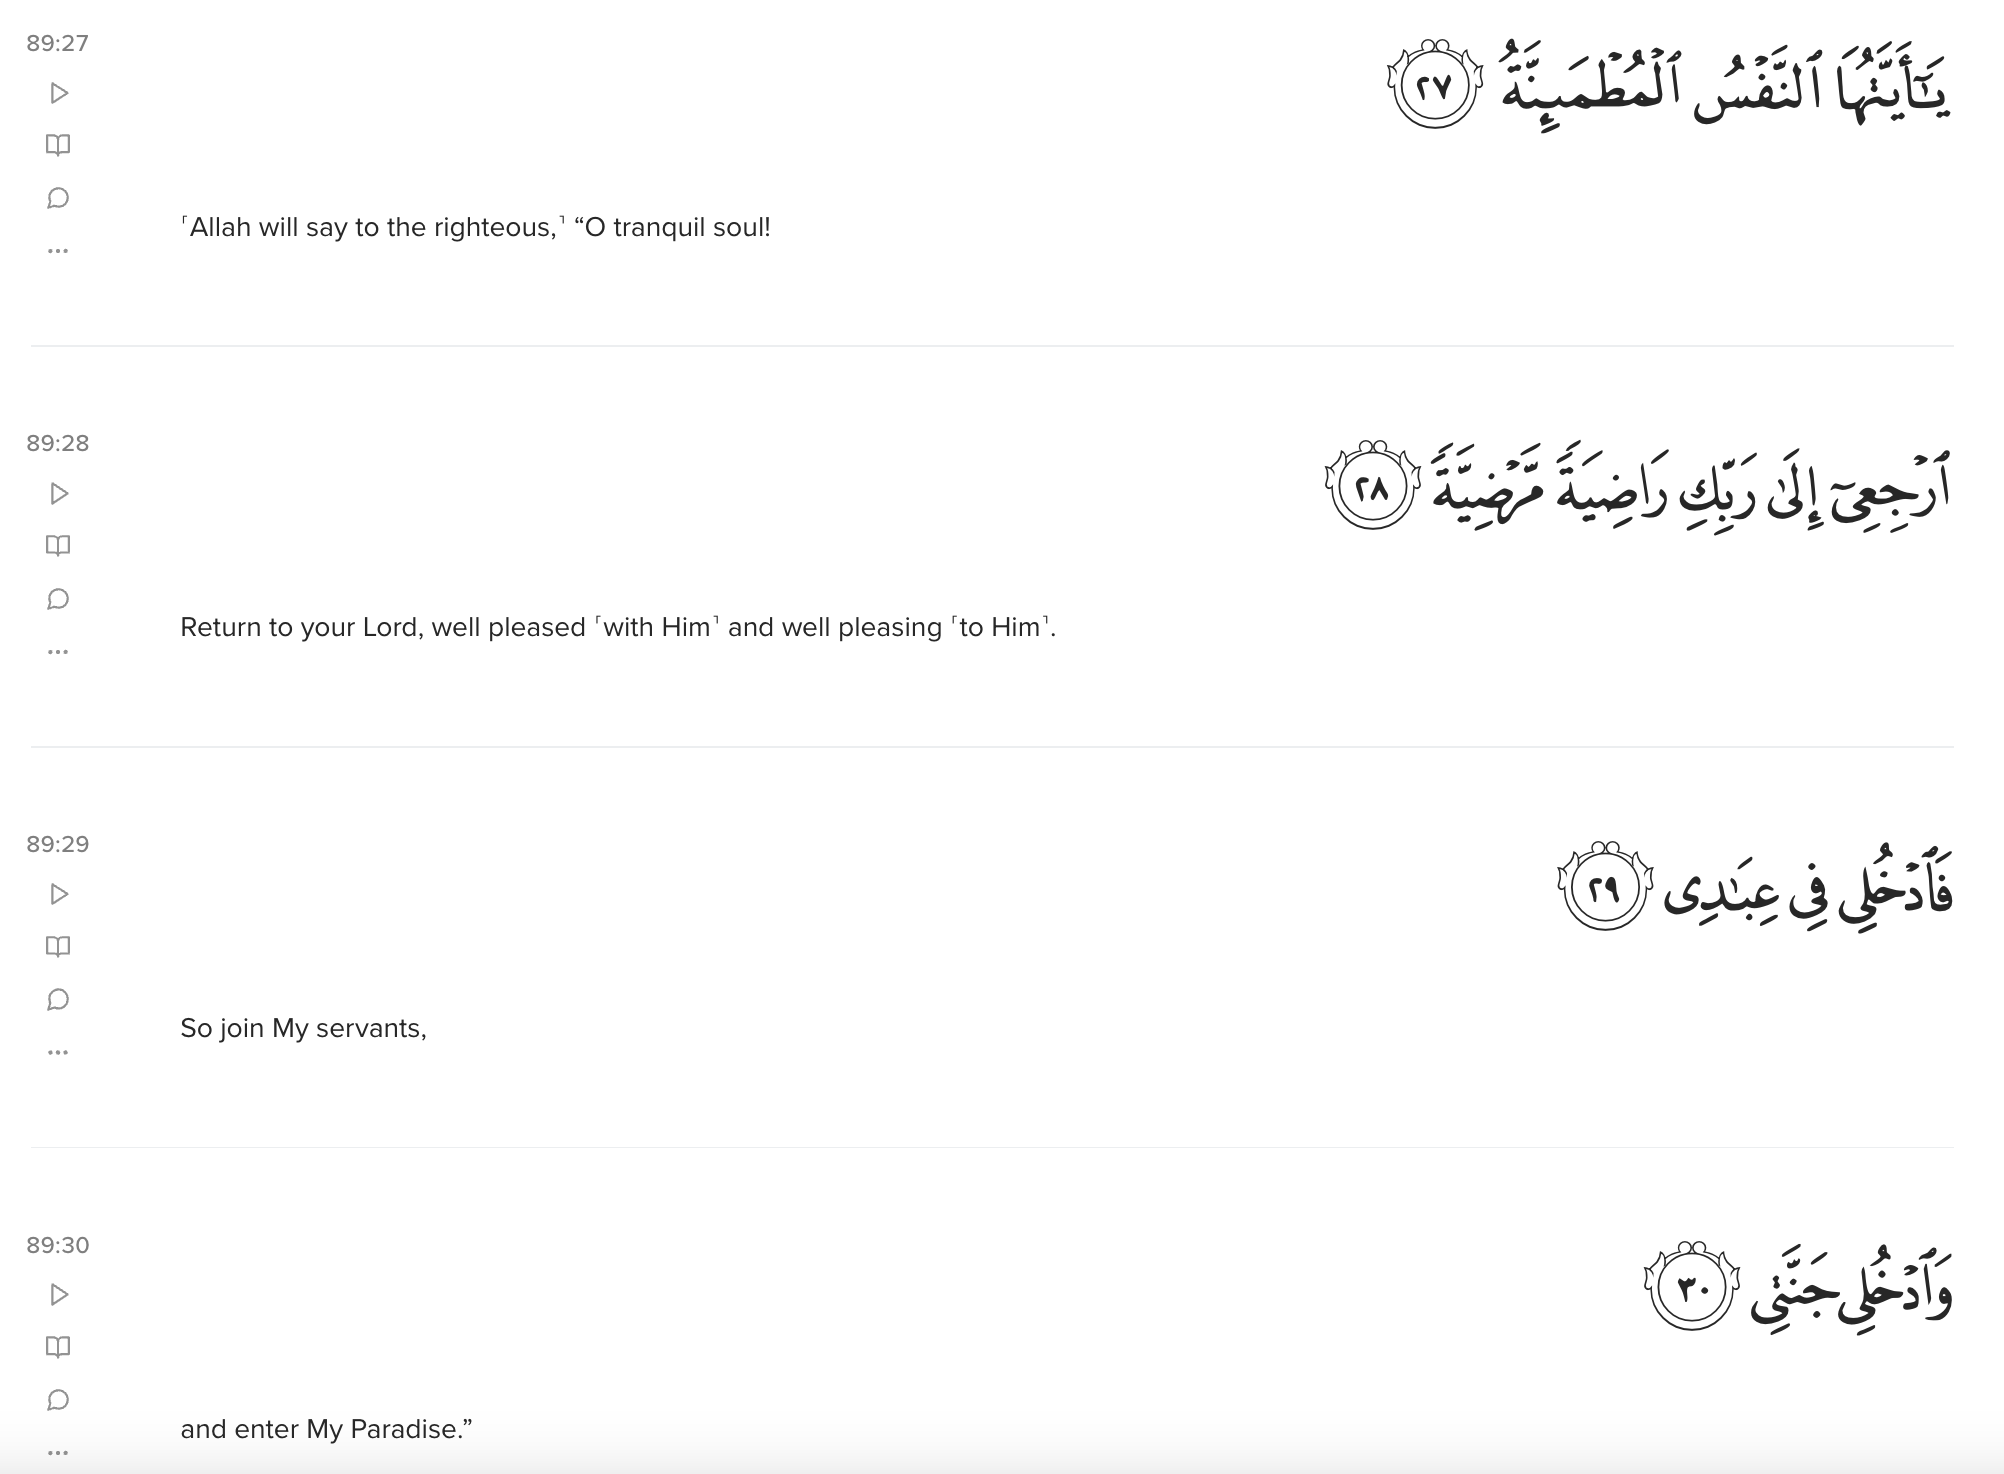 89:27
يَـٰٓأَيَّتُهَا ٱلنَّفْسُ ٱلْمُطْمَئِنَّةُ ٢٧
⸢Allah will say to the righteous,⸣ “O tranquil soul!
89:28
ٱرْجِعِىٓ إِلَىٰ رَبِّكِ رَاضِيَةً مَّرْضِيَّةً ٢٨
Return to your Lord, well pleased ⸢with Him⸣ and well pleasing ⸢to Him⸣.
89:29
فَٱدْخُلِى فِى عِبَـٰدِى ٢٩
So join My servants,
89:30
وَٱدْخُلِى جَنَّتِى ٣٠
and enter My Paradise.”